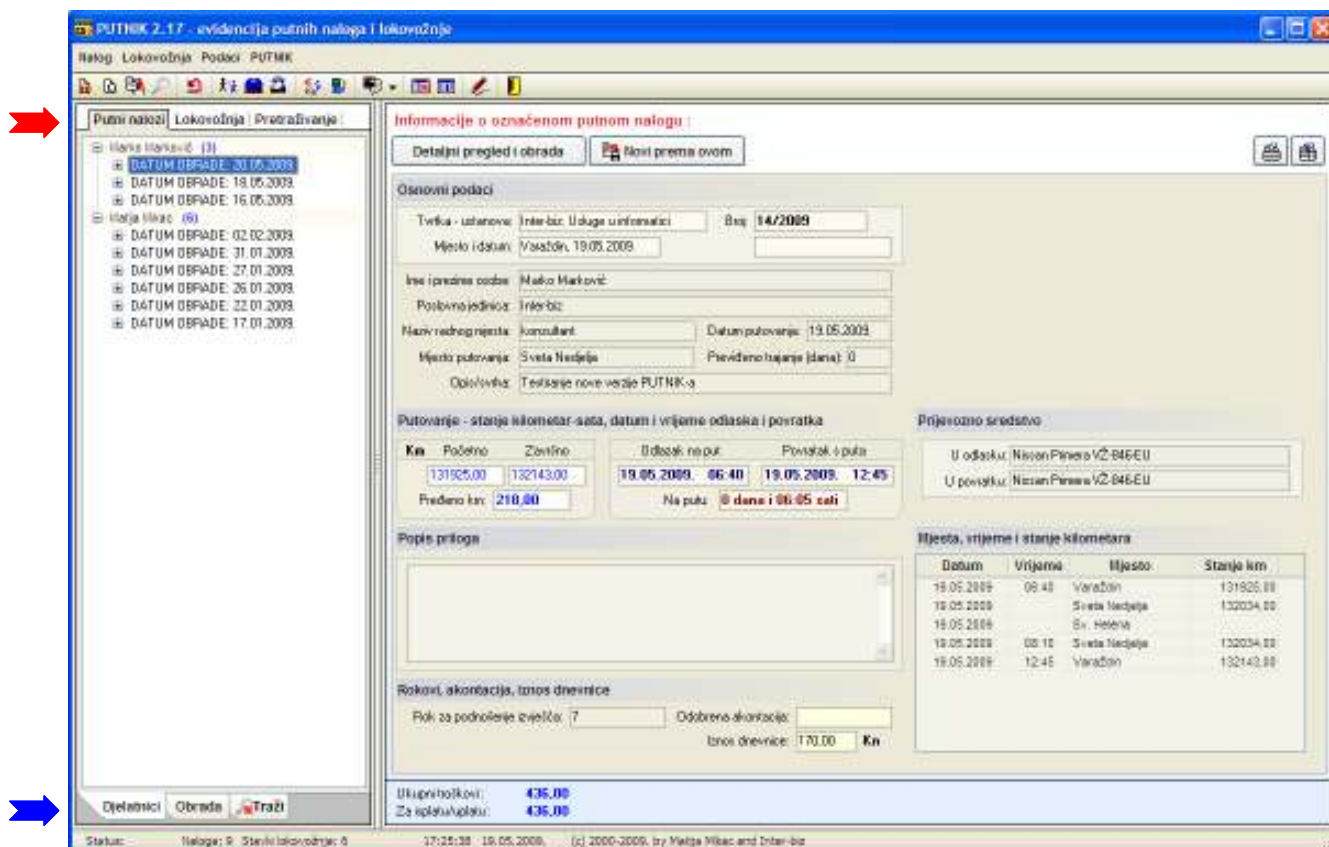 PUTNIK 2.17 - evidencija putnih naloga i lokovožnje
Nalog Lokovožnja Podaci PUTNIK
Putni nalozi Lokovožnja Pretraživanje
Marko Marković (3)
DATUM OBRADE: 20.05.2009.
DATUM OBRADE: 19.05.2009.
DATUM OBRADE: 16.05.2009.
Matija Mikac (6)
DATUM OBRADE: 02.02.2009.
DATUM OBRADE: 31.01.2009.
DATUM OBRADE: 27.01.2009.
DATUM OBRADE: 26.01.2009.
DATUM OBRADE: 22.01.2009.
DATUM OBRADE: 17.01.2009.
Djelatnici Obrada Traži
Informacije o označenom putnom nalogu :
Detaljni pregled i obrada Novi prema ovom
Osnovni podaci
Tvrtka - ustanova: Inter-biz, Usluge u informatici Broj: 14/2009
Mjesto i datum: Varaždin, 19.05.2009
Ime i prezime osobe: Marko Marković
Poslovna jedinica: Inter-biz
Naziv radnog mjesta: konzultant Datum putovanja: 19.05.2009
Mjesto putovanja: Sveta Nedjelja Previđeno trajanje (dana): 0
Opis/svrha: Testiranje nove verzije PUTNIK-a
Putovanje - stanje kilometar-sata, datum i vrijeme odlaska i povratka
Km Početno Završno Odlazak na put Povratak s puta
131925,00 132143,00 19.05.2009. 06:40 19.05.2009. 12:45
Pređeno km: 218,00 Na putu: 0 dana i 06:05 sati
Prijevozno sredstvo
U odlasku: Nissan Primera VŽ-846-EU
U povratku: Nissan Primera VŽ-846-EU
Popis priloga
Mjesta, vrijeme i stanje kilometara
Datum Vrijeme Mjesto Stanje km
19.05.2009 06:40 Varaždin 131925,00
19.05.2009 Sveta Nedjelja 132034,00
19.05.2009 Sv. Helena
19.05.2009 08:10 Sveta Nedjelja 132034,00
19.05.2009 12:45 Varaždin 132143,00
Rokovi, akontacija, iznos dnevnice
Rok za podnošenje izvješća: 7 Odobrena akontacija:
Iznos dnevnice: 170.00 Kn
Ukupni troškovi: 436,00
Za isplatu/uplatu: 436,00
Status: Naloga: 9 Stavki lokovožnje: 6 17:25:38 19.05.2009. (c) 2000-2009. by Matija Mikac and Inter-biz